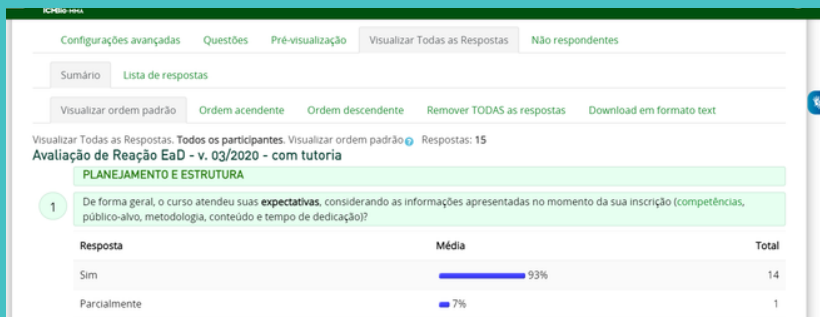 ICMBio-MMA
Configurações avançadas Questões Pré-visualização Visualizar Todas as Respostas Não respondentes
Sumário Lista de respostas
Visualizar ordem padrão Ordem acendente Ordem descendente Remover TODAS as respostas Download em formato text
Visualizar Todas as Respostas. Todos os participantes. Visualizar ordem padrão Respostas: 15
Avaliação de Reação EaD - v. 03/2020 - com tutoria
PLANEJAMENTO E ESTRUTURA
1 De forma geral, o curso atendeu suas expectativas, considerando as informações apresentadas no momento da sua inscrição (competências,
público-alvo, metodologia, conteúdo e tempo de dedicação)?
Resposta Média Total
Sim 93% 14
Parcialmente 7% 1